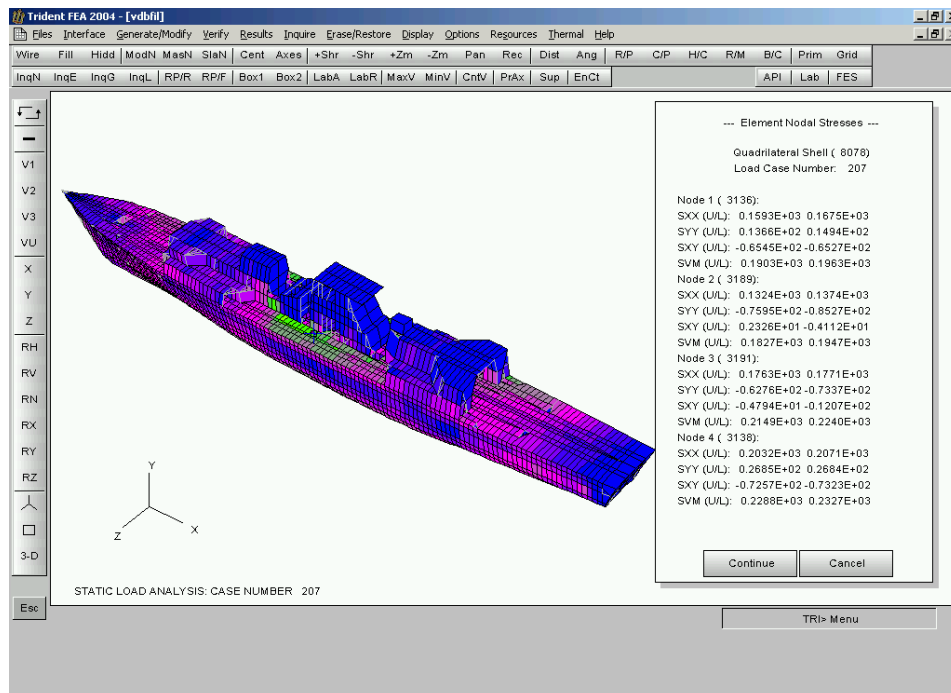 Trident FEA 2004 - [vdbfil]
Files Interface Generate/Modify Verify Results Inquire Erase/Restore Display Options Resources Thermal Help
Wire Fill Hidd ModN MasN SlaN Cent Axes +Shr -Shr +Zm -Zm Pan Rec Dist Ang R/P C/P H/C R/M B/C Prim Grid
InqN InqE InqG InqL RP/R RP/F Box1 Box2 LabA LabR MaxV MinV CntV PrAx Sup EnCt API Lab FES
V1
V2
V3
VU
X
Y
Z
RH
RV
RN
RX
RY
RZ
3-D
Esc
Y
X
Z
STATIC LOAD ANALYSIS: CASE NUMBER 207
--- Element Nodal Stresses ---
Quadrilateral Shell ( 8078)
Load Case Number: 207
Node 1 ( 3136):
SXX (U/L): 0.1593E+03 0.1675E+03
SYY (U/L): 0.1366E+02 0.1494E+02
SXY (U/L): -0.6545E+02 -0.6527E+02
SVM (U/L): 0.1903E+03 0.1963E+03
Node 2 ( 3189):
SXX (U/L): 0.1324E+03 0.1374E+03
SYY (U/L): -0.7595E+02 -0.8527E+02
SXY (U/L): 0.2326E+01 -0.4112E+01
SVM (U/L): 0.1827E+03 0.1947E+03
Node 3 ( 3191):
SXX (U/L): 0.1763E+03 0.1771E+03
SYY (U/L): -0.6276E+02 -0.7337E+02
SXY (U/L): -0.4794E+01 -0.1207E+02
SVM (U/L): 0.2149E+03 0.2240E+03
Node 4 ( 3138):
SXX (U/L): 0.2032E+03 0.2071E+03
SYY (U/L): 0.2685E+02 0.2684E+02
SXY (U/L): -0.7257E+02 -0.7323E+02
SVM (U/L): 0.2288E+03 0.2327E+03
Continue Cancel
TRI> Menu